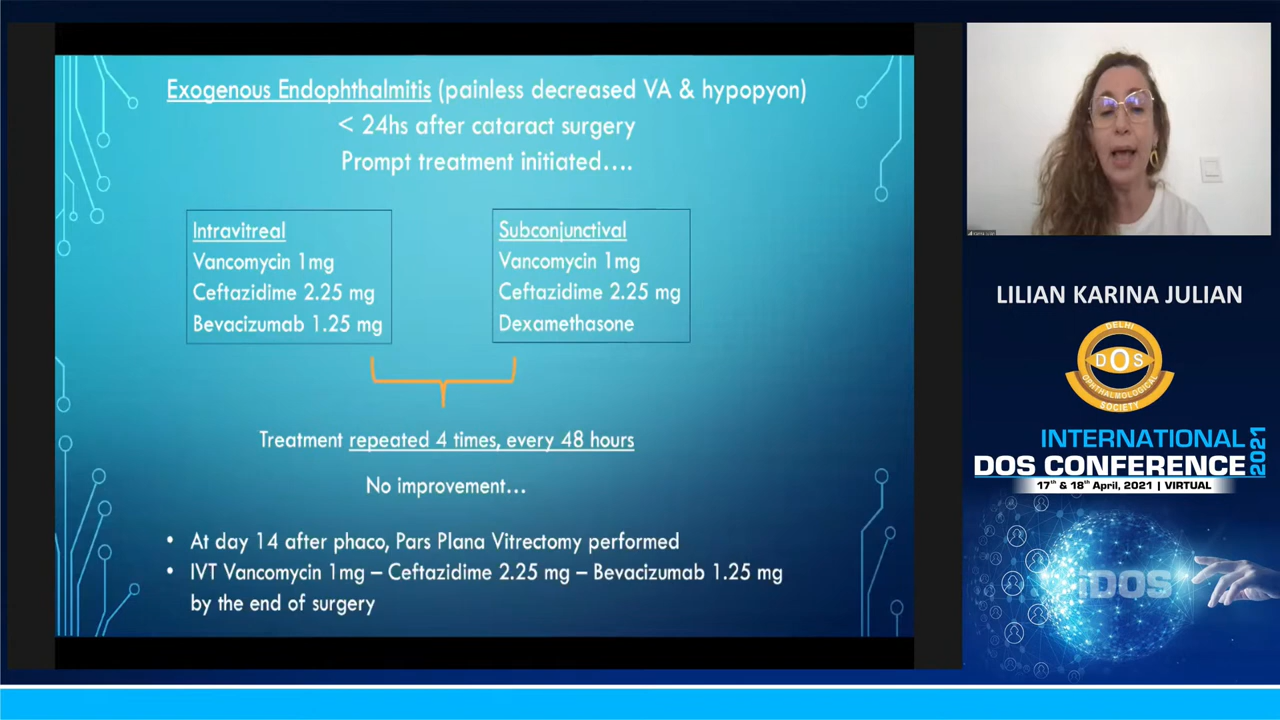 Exogenous Endophthalmitis (painless decreased VA & hypopyon)
< 24hs after cataract surgery
Prompt treatment initiated….
Intravitreal
Vancomycin 1mg
Ceftazidime 2.25 mg
Bevacizumab 1.25 mg
Subconjunctival
Vancomycin 1mg
Ceftazidime 2.25 mg
Dexamethasone
Treatment repeated 4 times, every 48 hours
No improvement…
• At day 14 after phaco, Pars Plana Vitrectomy performed
• IVT Vancomycin 1mg – Ceftazidime 2.25 mg – Bevacizumab 1.25 mg
by the end of surgery
LILIAN KARINA JULIAN
DELHI
DOS
OPHTHALMOLOGICAL
SOCIETY
INTERNATIONAL
DOS CONFERENCE
2021
17th & 18th April, 2021 | VIRTUAL
iDOS